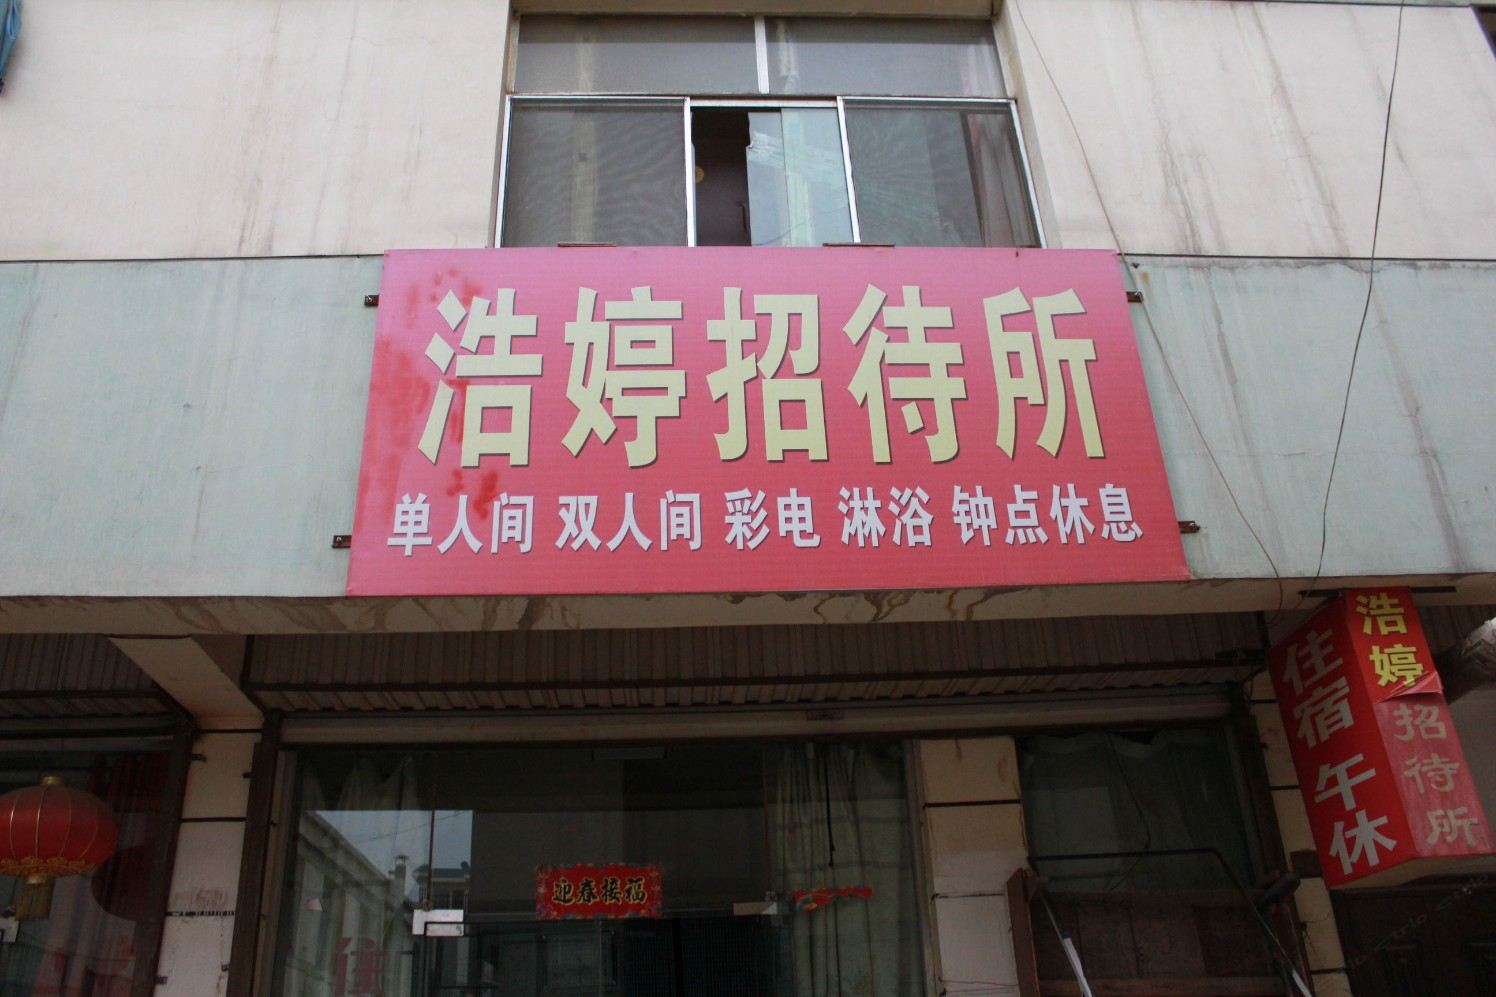 浩婷招待所
单人间 双人间 彩电 淋浴 钟点休息
浩婷招待所
住宿 午休
迎春接福
住